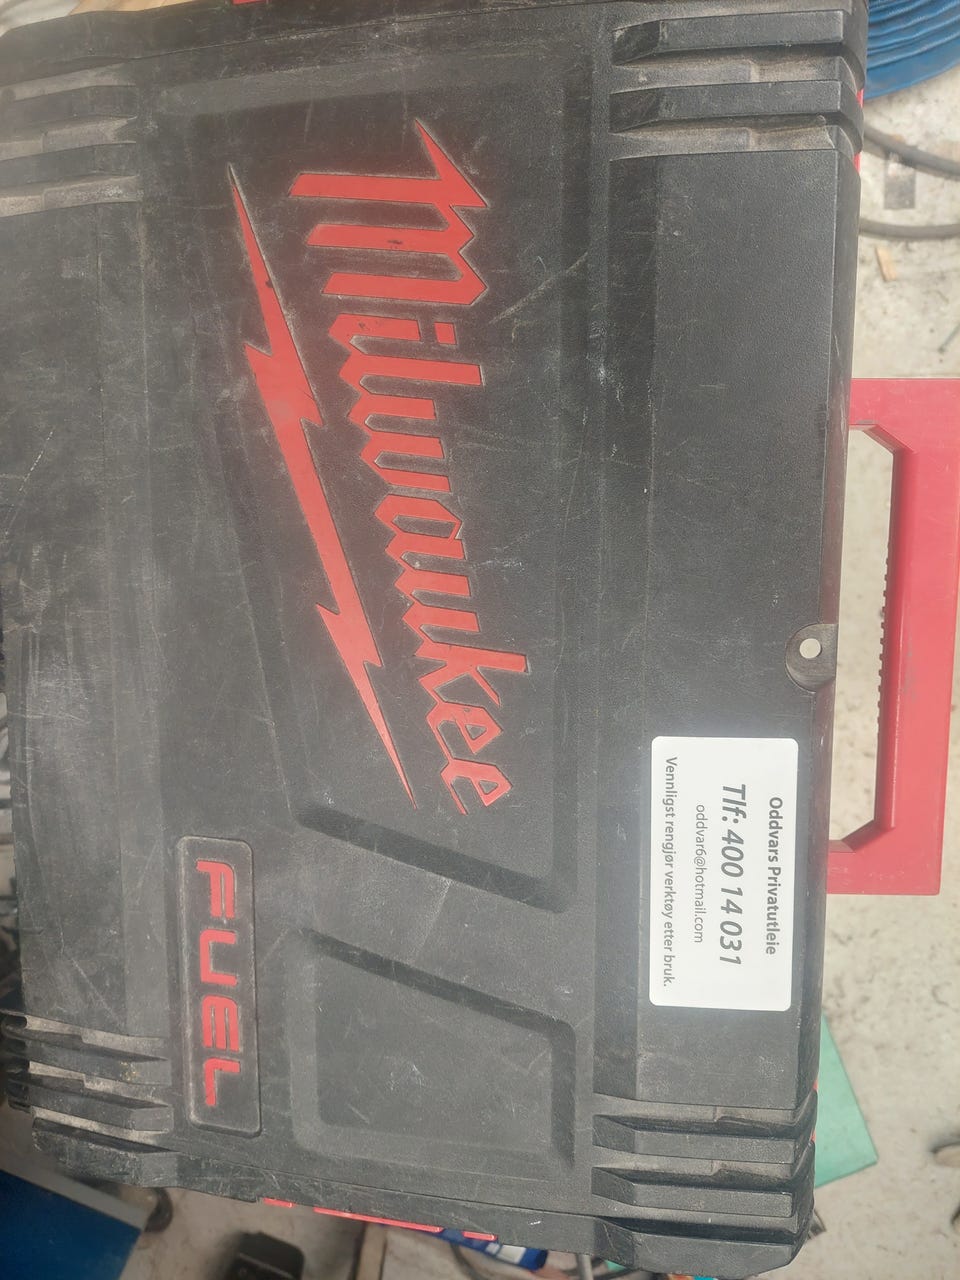 Milwaukee
FUEL
Oddvars Privatutleie
Tlf: 400 14 031
oddvar6@hotmail.com
Vennligst rengjør verktøy etter bruk.